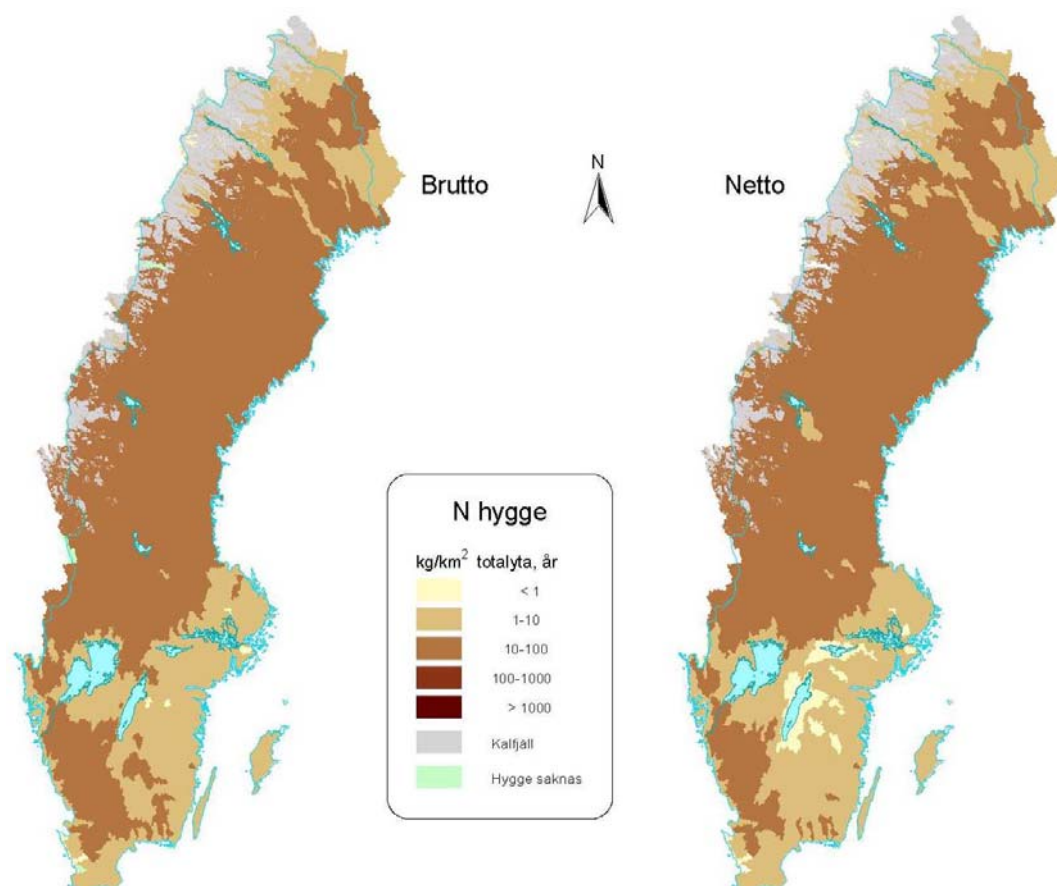 N
Brutto
Netto
N hygge
kg/km² totalyta, år
< 1
1-10
10-100
100-1000
> 1000
Kalfjäll
Hygge saknas